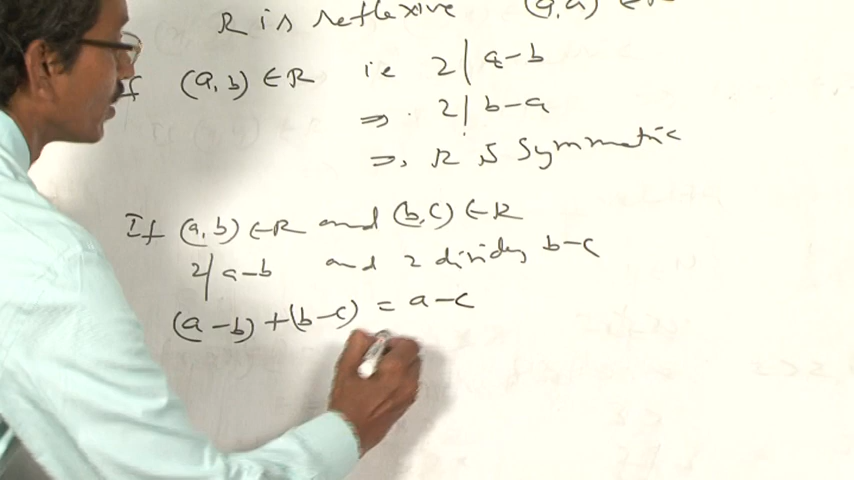 R is reflexive (a,a) ∈ R
If (a,b) ∈ R ie 2 | a-b
⇒ 2 | b-a
⇒ R is Symmetric
If (a,b) ∈ R and (b,c) ∈ R
2 | a-b and 2 divides b-c
(a-b) + (b-c) = a-c